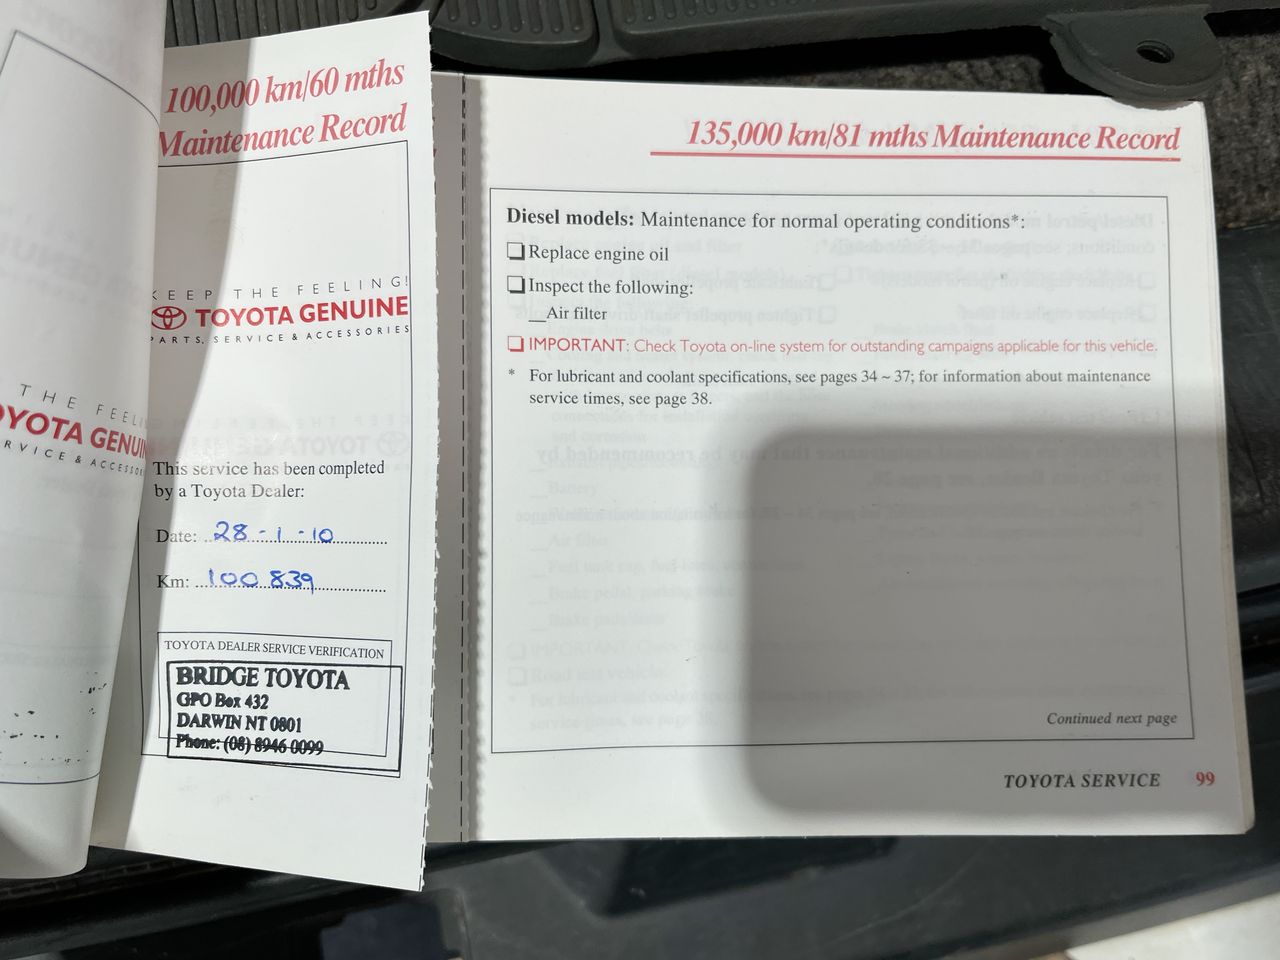 100,000 km/60 mths
Maintenance Record
KEEP THE FEELING!
TOYOTA GENUINE
PARTS, SERVICE & ACCESSORIES
THE FEELI
OYOTA GENUIN
RVICE & ACCESSO
This service has been completed
by a Toyota Dealer:
Date: 28-1-10
Km: 100 839
TOYOTA DEALER SERVICE VERIFICATION
BRIDGE TOYOTA
GPO Box 432
DARWIN NT 0801
Phone: (08) 8946 0099
135,000 km/81 mths Maintenance Record
Diesel models: Maintenance for normal operating conditions*:
Replace engine oil
Inspect the following:
__Air filter
IMPORTANT: Check Toyota on-line system for outstanding campaigns applicable for this vehicle.
* For lubricant and coolant specifications, see pages 34 ~ 37; for information about maintenance
service times, see page 38.
Continued next page
TOYOTA SERVICE 99